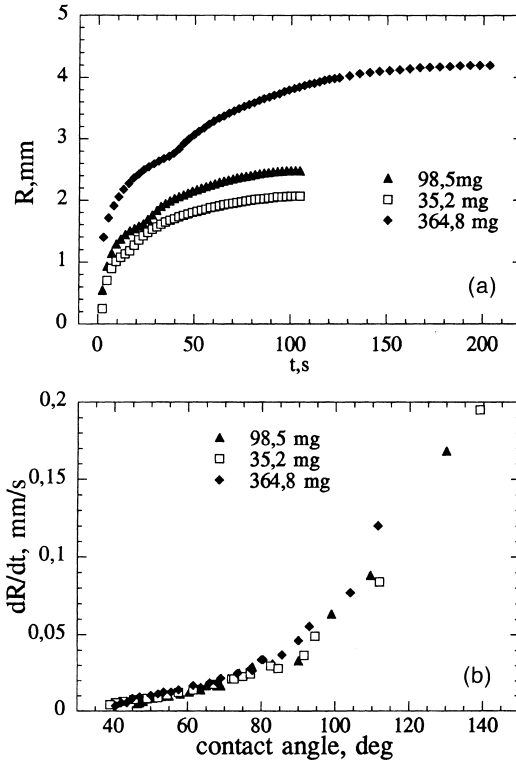 5
4
3
2
1
0
R,mm
98,5mg
35,2 mg
364,8 mg
(a)
0 50 100 150 200
t,s
0,2
0,15
0,1
0,05
0
dR/dt, mm/s
98,5 mg
35,2 mg
364,8 mg
(b)
40 60 80 100 120 140
contact angle, deg